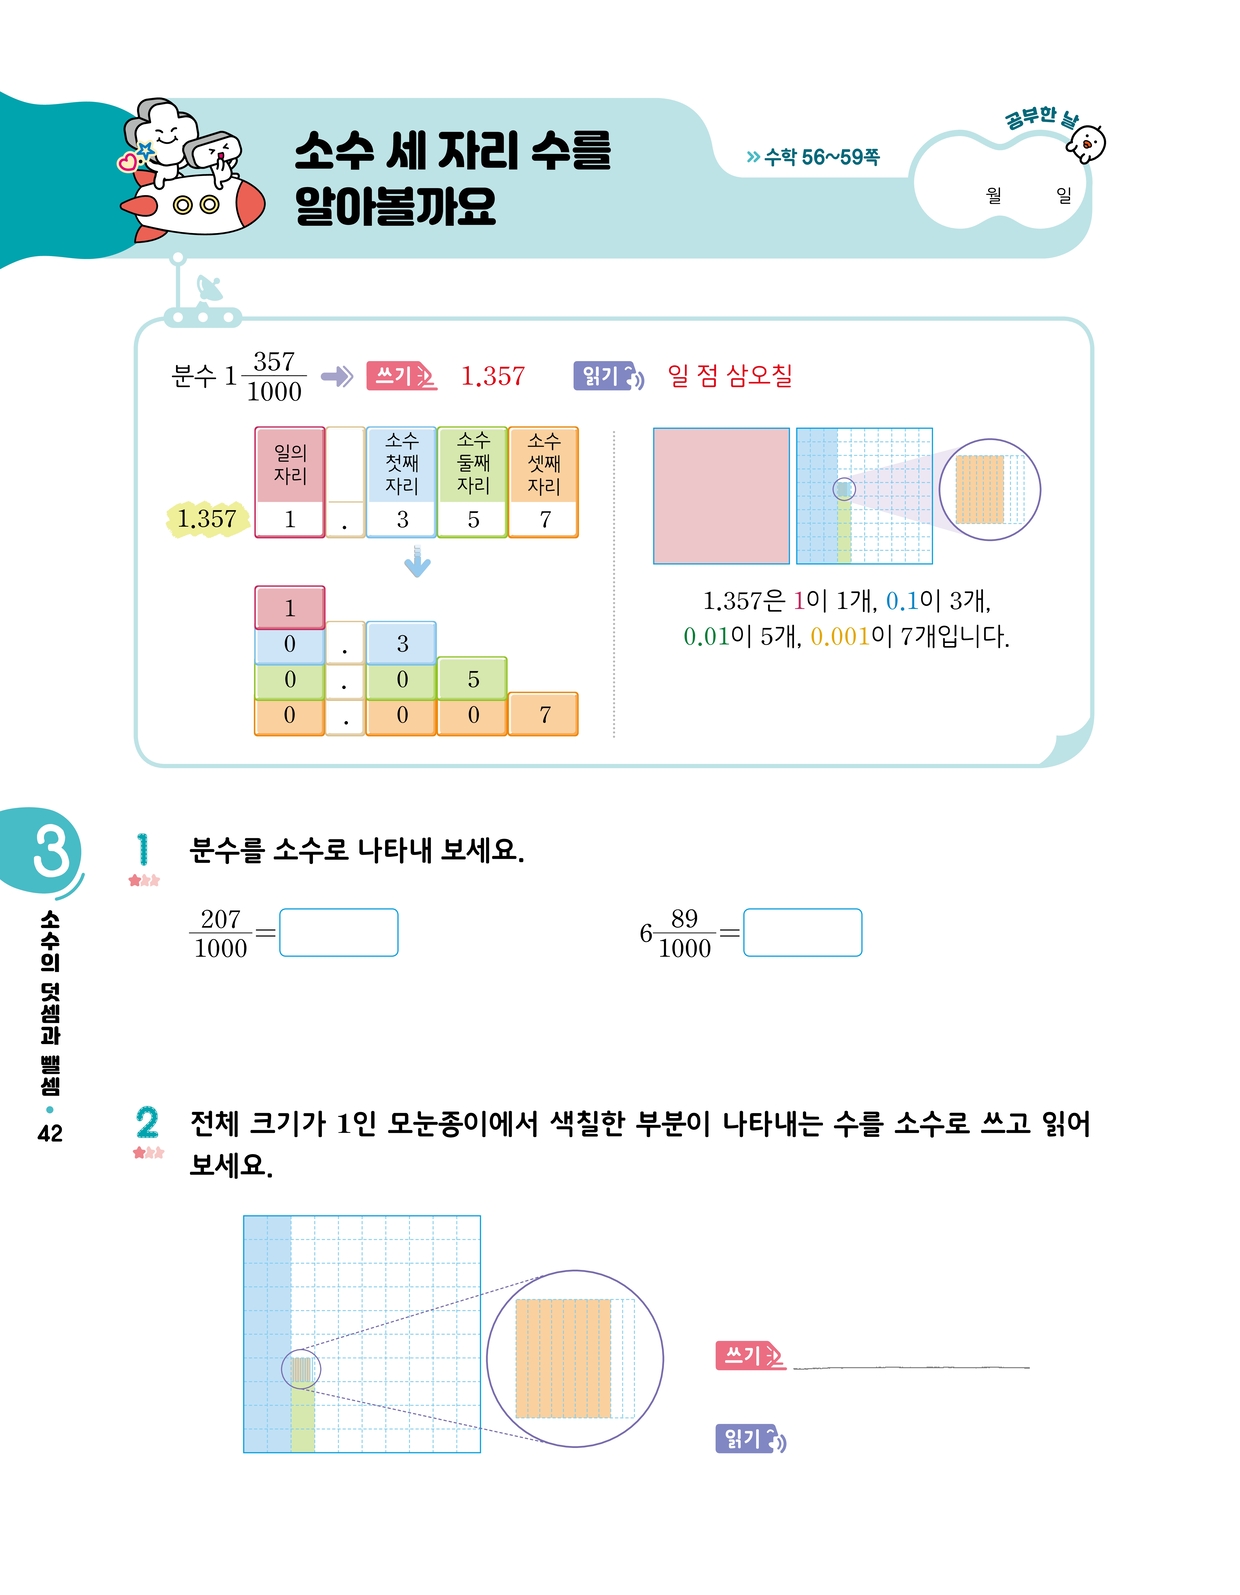 소수 세 자리 수를
알아볼까요
» 수학 56~59쪽
공부한 날
월 일
분수 1 357/1000 쓰기 1.357 읽기 일 점 삼오칠
일의 자리 소수 첫째 자리 소수 둘째 자리 소수 셋째 자리
1.357 1 . 3 5 7
1
0 . 3
0 . 0 5
0 . 0 0 7
1.357은 1이 1개, 0.1이 3개,
0.01이 5개, 0.001이 7개입니다.
3
소수의 덧셈과 뺄셈 • 42
1 분수를 소수로 나타내 보세요.
207/1000 =
6 89/1000 =
2 전체 크기가 1인 모눈종이에서 색칠한 부분이 나타내는 수를 소수로 쓰고 읽어
보세요.
쓰기
읽기